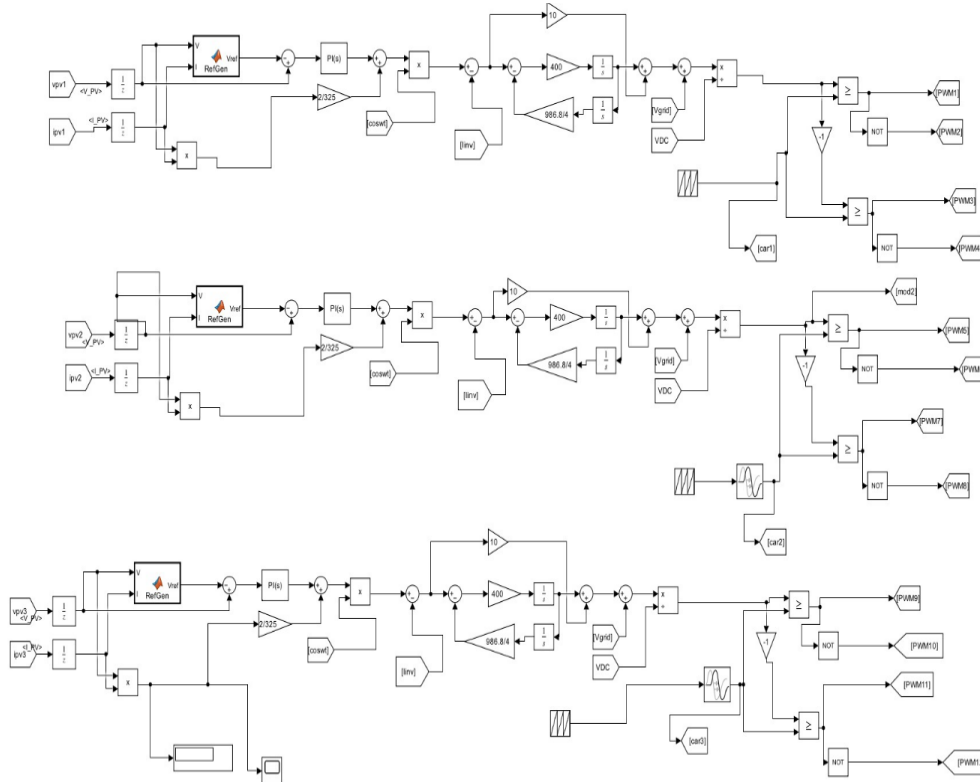 10
V
I
Vref
RefGen
PI(s)
x
400
1
s
vpv1
<V_PV>
1
z
2/325
986.8/4
1
s
[Vgrid]
x
÷
≥
[PWM1]
ipv1
<I_PV>
1
z
x
[coswt]
[Iinv]
VDC
-1
NOT
[PWM2]
≥
[PWM3]
[car1]
NOT
[PWM4
[mod2]
V
I
Vref
RefGen
PI(s)
x
10
400
1
s
vpv2
<V_PV>
1
z
2/325
986.8/4
1
s
[Vgrid]
x
÷
≥
[PWM5]
ipv2
<I_PV>
1
z
x
[coswt]
[Iinv]
VDC
-1
NOT
[PWM
≥
[PWM7]
NOT
[PWM8]
[car2]
10
V
I
Vref
RefGen
PI(s)
x
400
1
s
vpv3
<V_PV>
1
z
2/325
986.8/4
1
s
[Vgrid]
x
÷
≥
[PWM9]
ipv3
<I_PV>
1
z
x
[coswt]
[Iinv]
VDC
-1
NOT
[PWM10]
[PWM11]
≥
[car3]
NOT